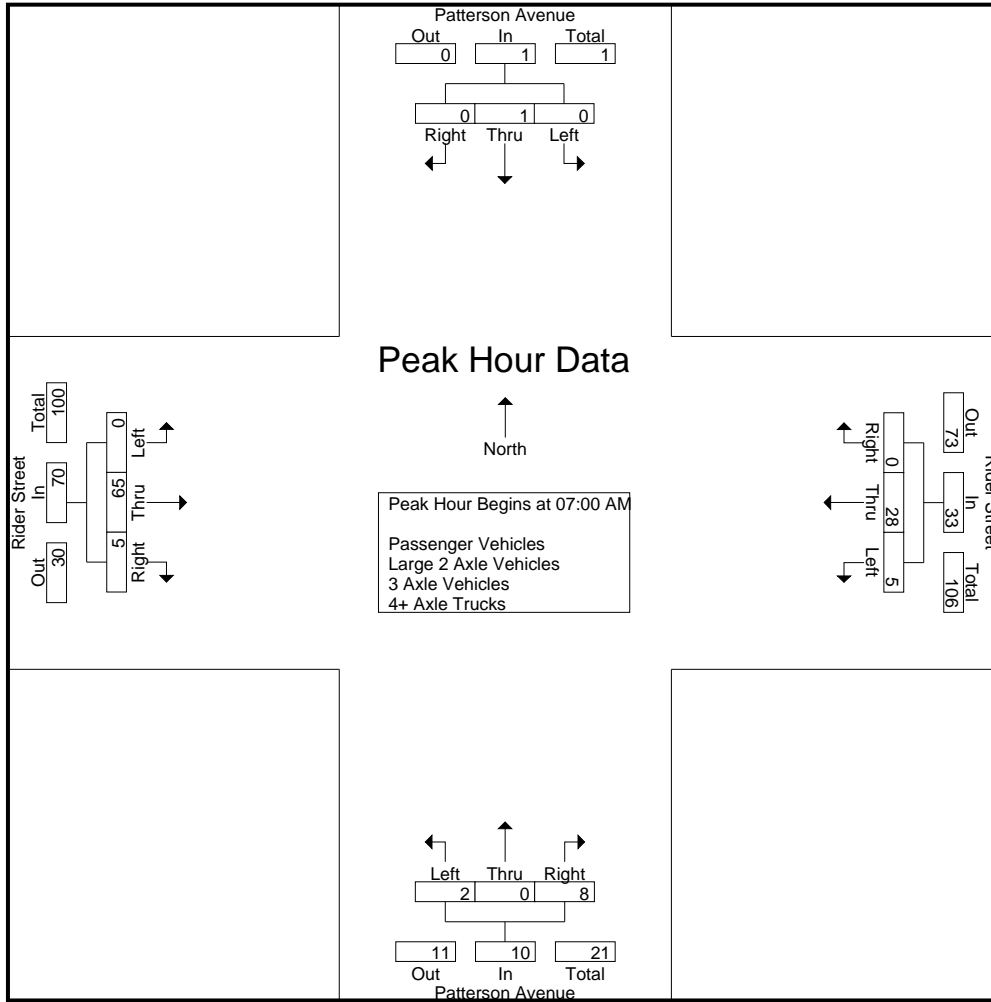 Patterson Avenue
Out In Total
0 1 1
0 1 0
Right Thru Left
Peak Hour Data
North
Peak Hour Begins at 07:00 AM
Passenger Vehicles
Large 2 Axle Vehicles
3 Axle Vehicles
4+ Axle Trucks
Rider Street
Out In Total
30 70 100
5 65 0
Right Thru Left
Right Thru Left
0 28 5
73 33 106
Out In Total
Rider Street
Left Thru Right
2 0 8
11 10 21
Out In Total
Patterson Avenue